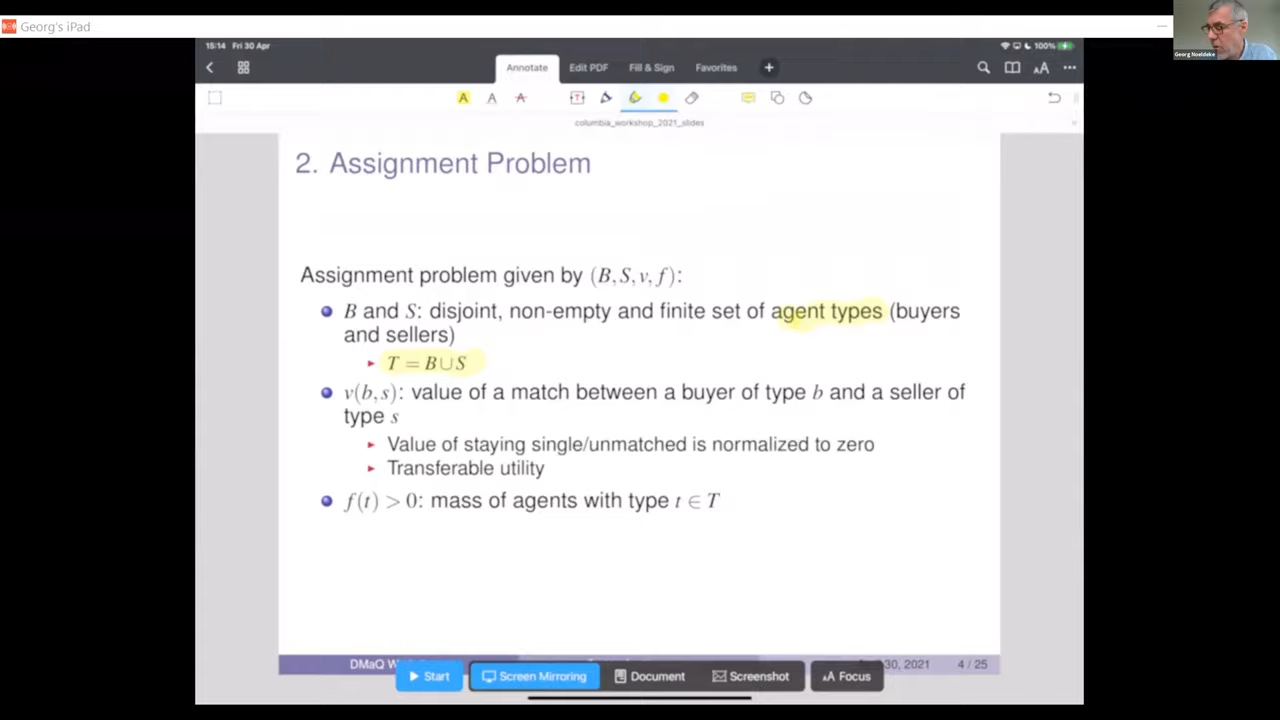 Georg's iPad
Georg Noeldeke
15:14 Fri 30 Apr
100%
Annotate Edit PDF Fill & Sign Favorites
columbia_workshop_2021_slides
2. Assignment Problem
Assignment problem given by (B, S, v, f):
B and S: disjoint, non-empty and finite set of agent types (buyers
and sellers)
T = B ∪ S
v(b, s): value of a match between a buyer of type b and a seller of
type s
Value of staying single/unmatched is normalized to zero
Transferable utility
f(t) > 0: mass of agents with type t ∈ T
DMaQ 30, 2021 4 / 25
Start Screen Mirroring Document Screenshot AA Focus